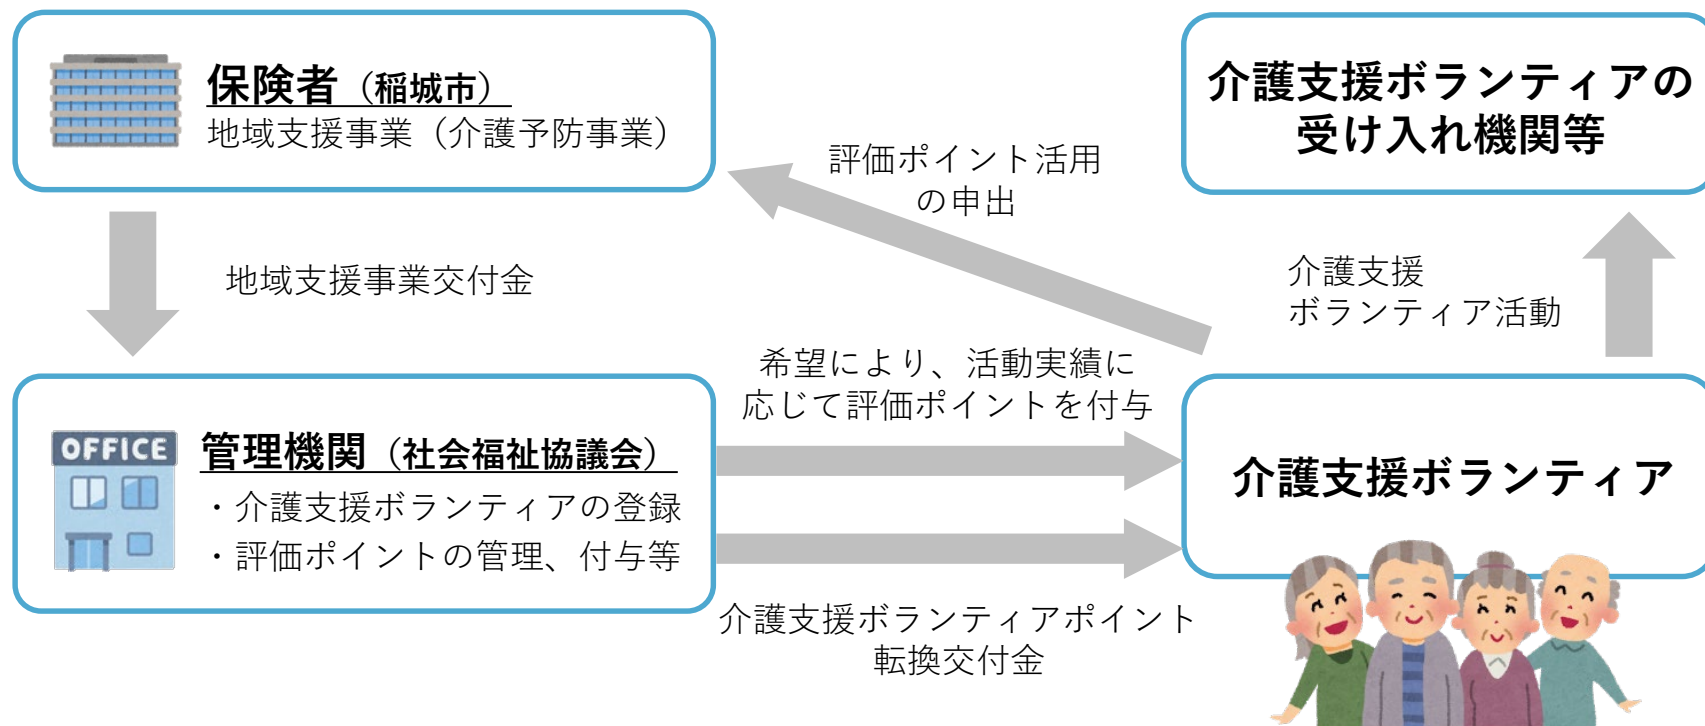 保険者（稲城市）
地域支援事業（介護予防事業）
介護支援ボランティアの
受け入れ機関等
評価ポイント活用
の申出
地域支援事業交付金
介護支援
ボランティア活動
希望により、活動実績に
応じて評価ポイントを付与
OFFICE
管理機関（社会福祉協議会）
・介護支援ボランティアの登録
・評価ポイントの管理、付与等
介護支援ボランティア
介護支援ボランティアポイント
転換交付金